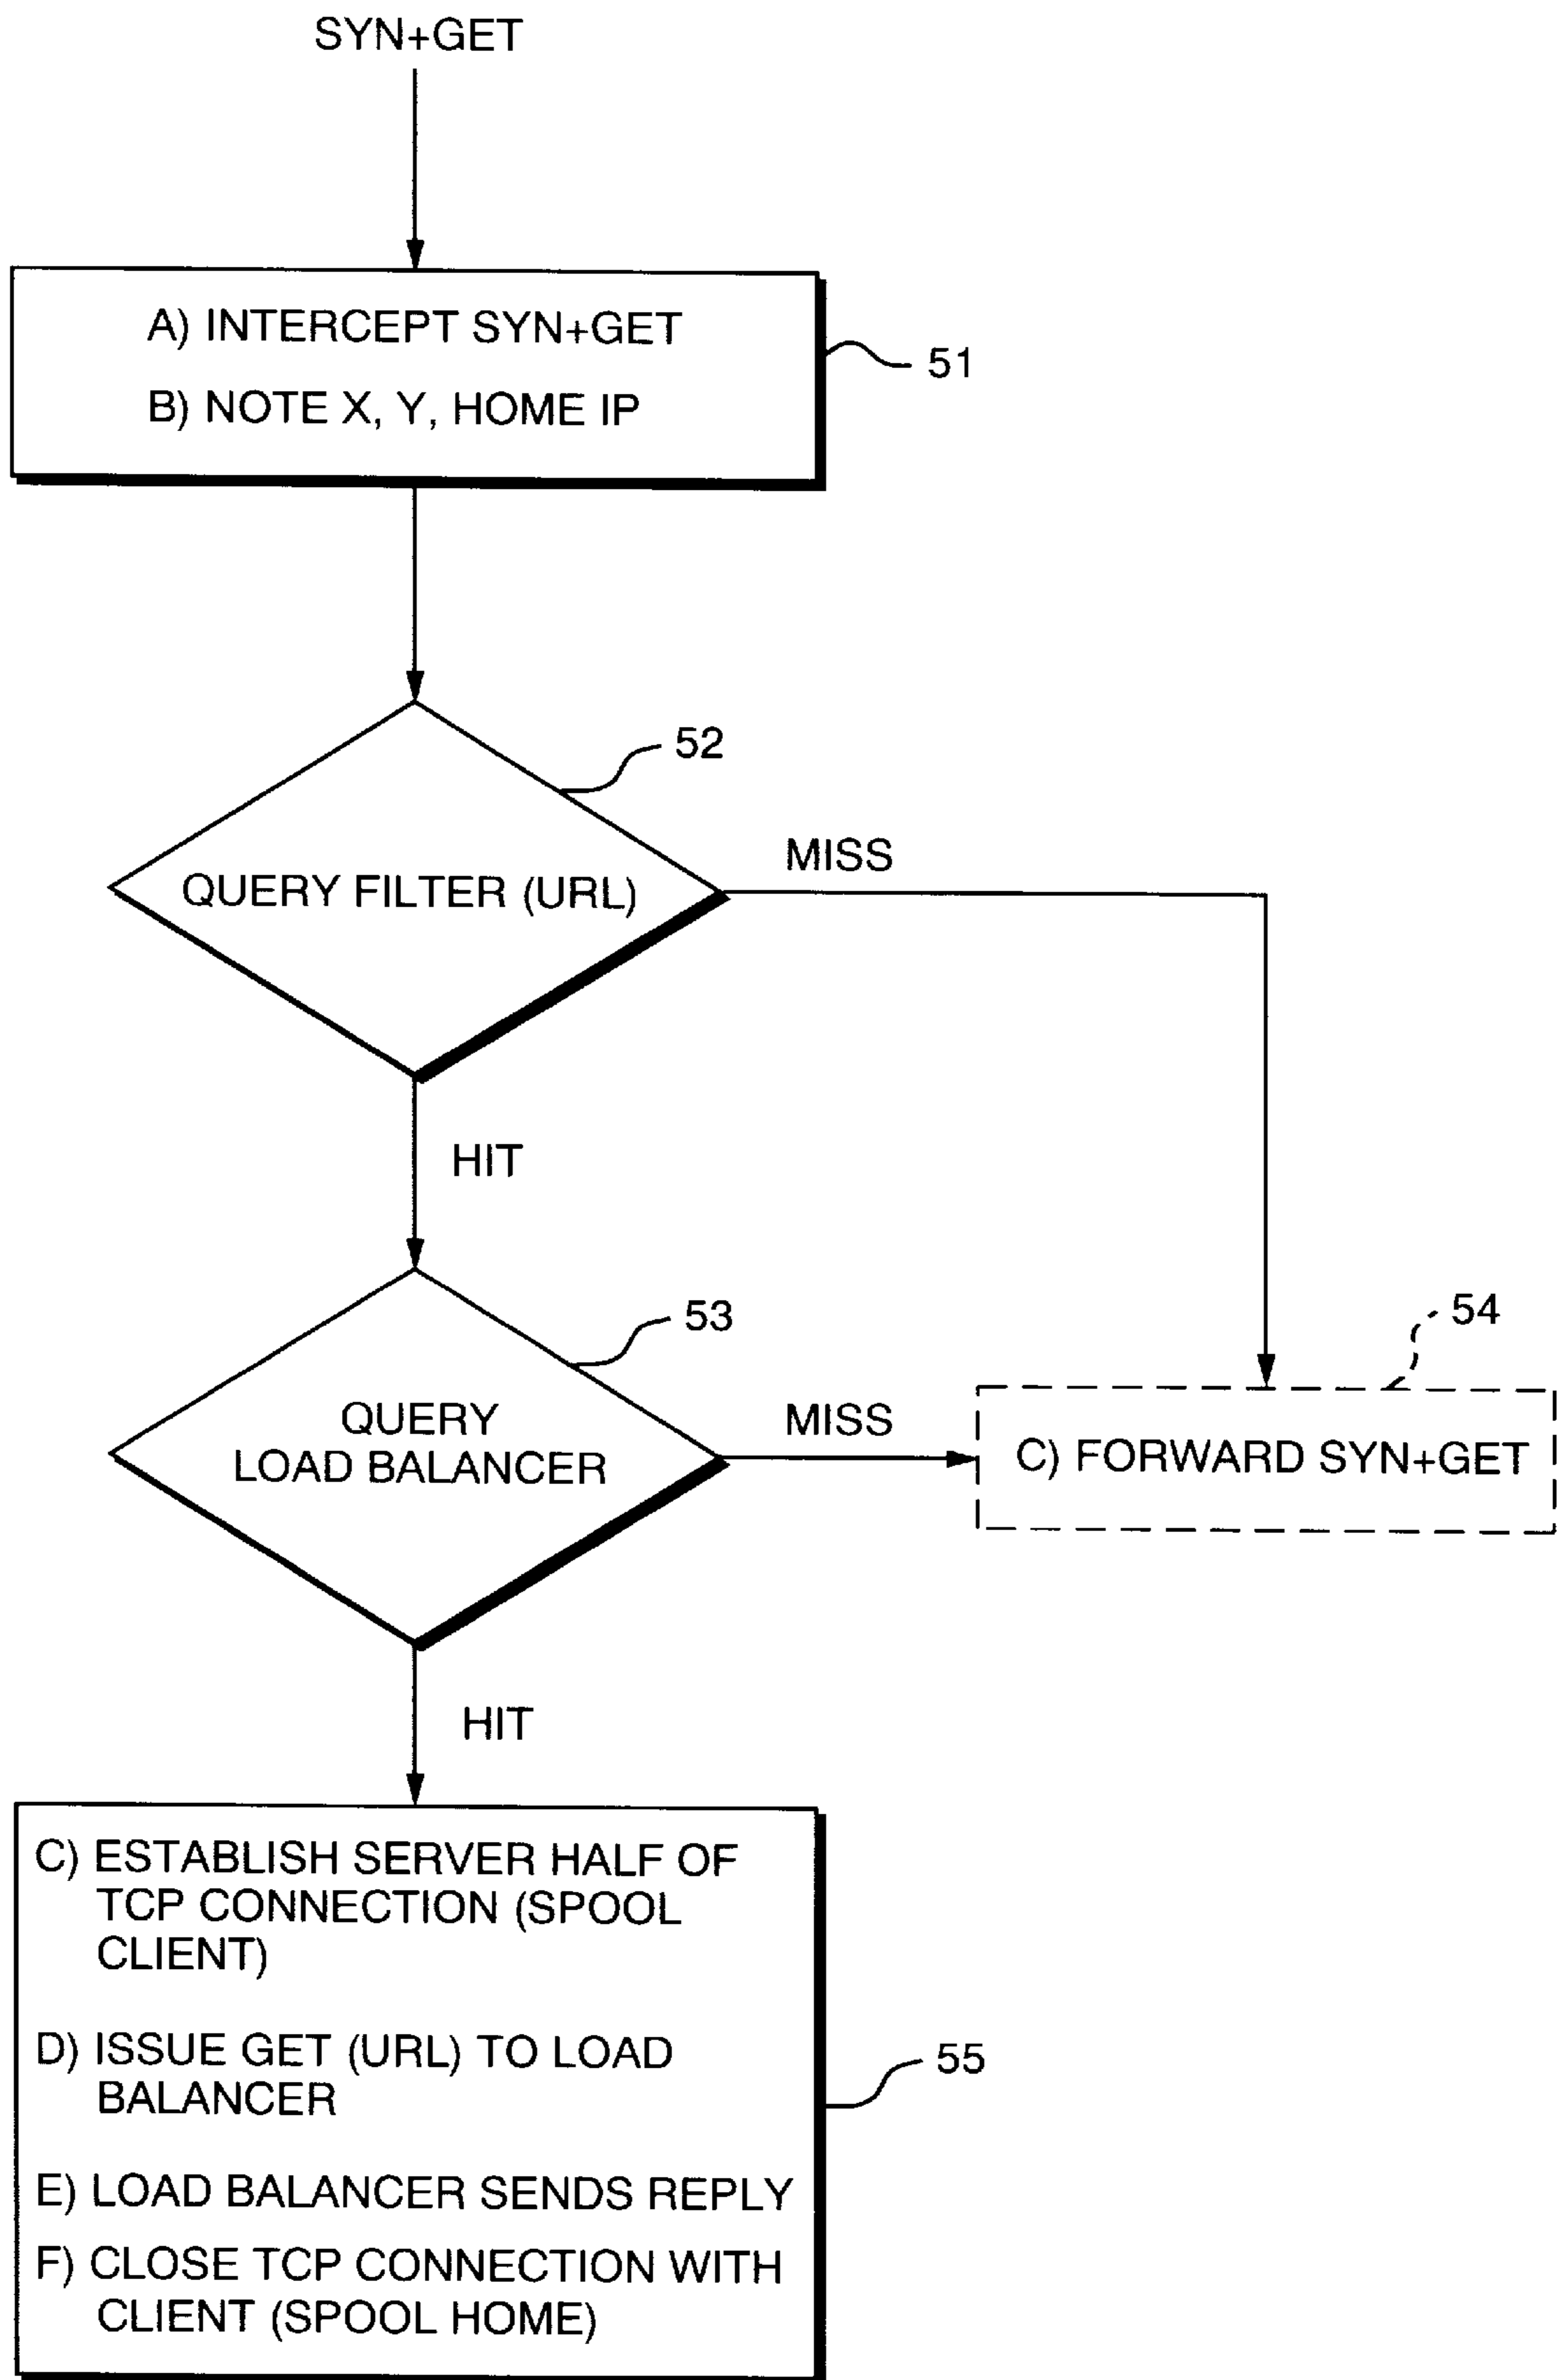 SYN+GET
A) INTERCEPT SYN+GET
51
B) NOTE X, Y, HOME IP
52
MISS
QUERY FILTER (URL)
HIT
53
54
QUERY
LOAD BALANCER
MISS
C) FORWARD SYN+GET
HIT
C) ESTABLISH SERVER HALF OF
TCP CONNECTION (SPOOL
CLIENT)
D) ISSUE GET (URL) TO LOAD
BALANCER
55
E) LOAD BALANCER SENDS REPLY
F) CLOSE TCP CONNECTION WITH
CLIENT (SPOOL HOME)